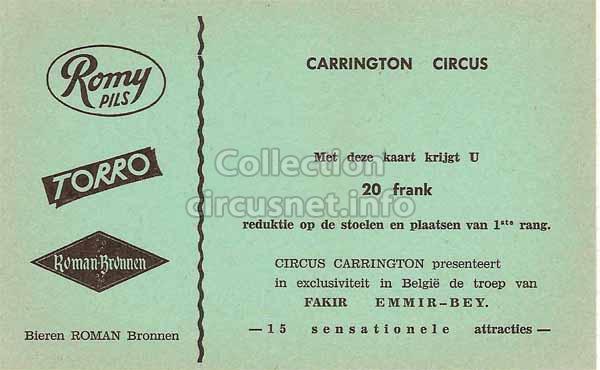 Romy
PILS
TORRO
Roman-Bronnen
Bieren ROMAN Bronnen
CARRINGTON CIRCUS
Met deze kaart krijgt U
20 frank
reduktie op de stoelen en plaatsen van 1ste rang.
CIRCUS CARRINGTON presenteert
in exclusiviteit in België de troep van
FAKIR EMMIR-BEY.
— 15 sensationele attracties —
Collection
circusnet.info